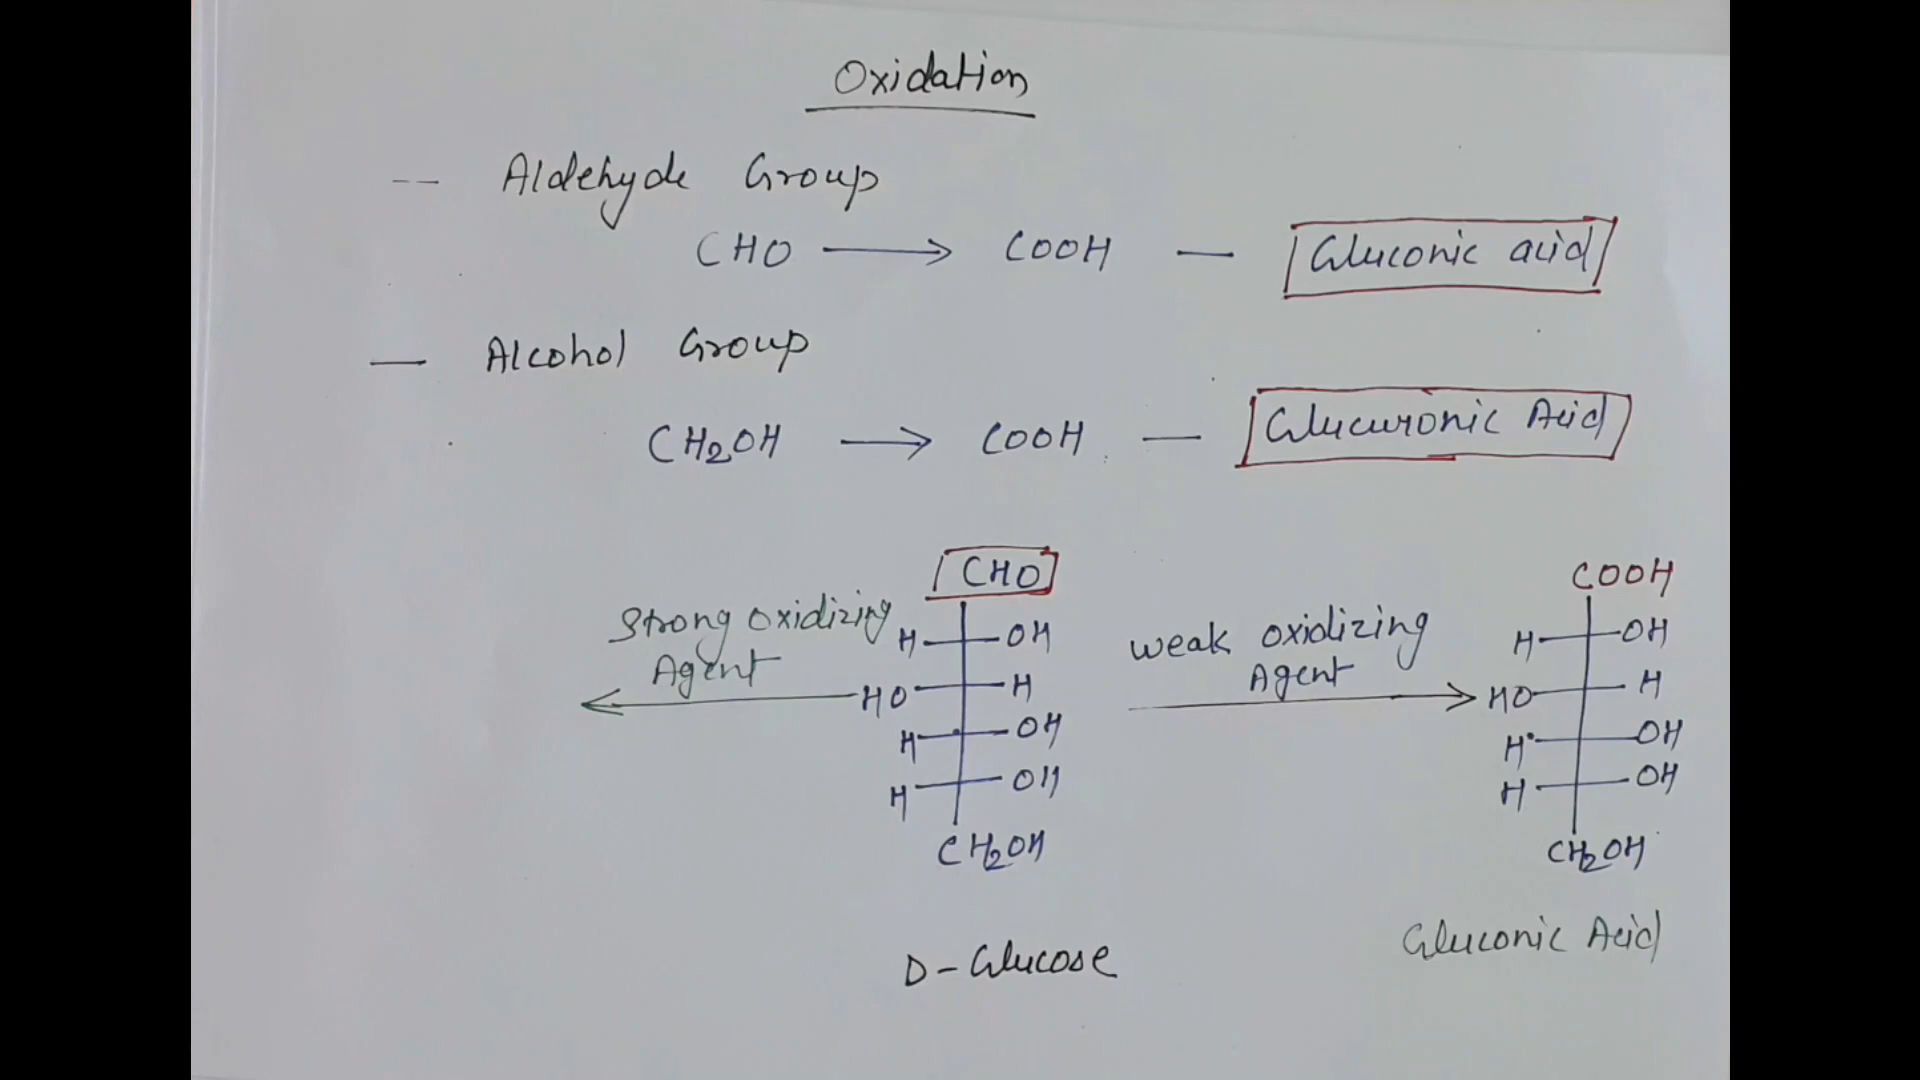 Oxidation
-- Aldehyde Group
CHO → COOH — Gluconic acid
— Alcohol Group
CH2OH → COOH — Glucuronic Acid
CHO
H OH
HO H
H OH
H OH
CH2OH
D-Glucose
Strong oxidizing
Agent
weak oxidizing
Agent
COOH
H OH
HO H
H OH
H OH
CH2OH
Gluconic Acid